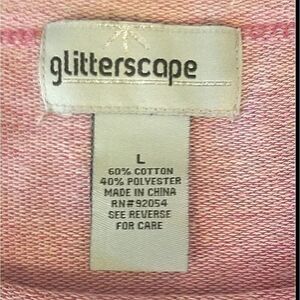 glitterscape
L
60% COTTON
40% POLYESTER
MADE IN CHINA
RN#92054
SEE REVERSE
FOR CARE